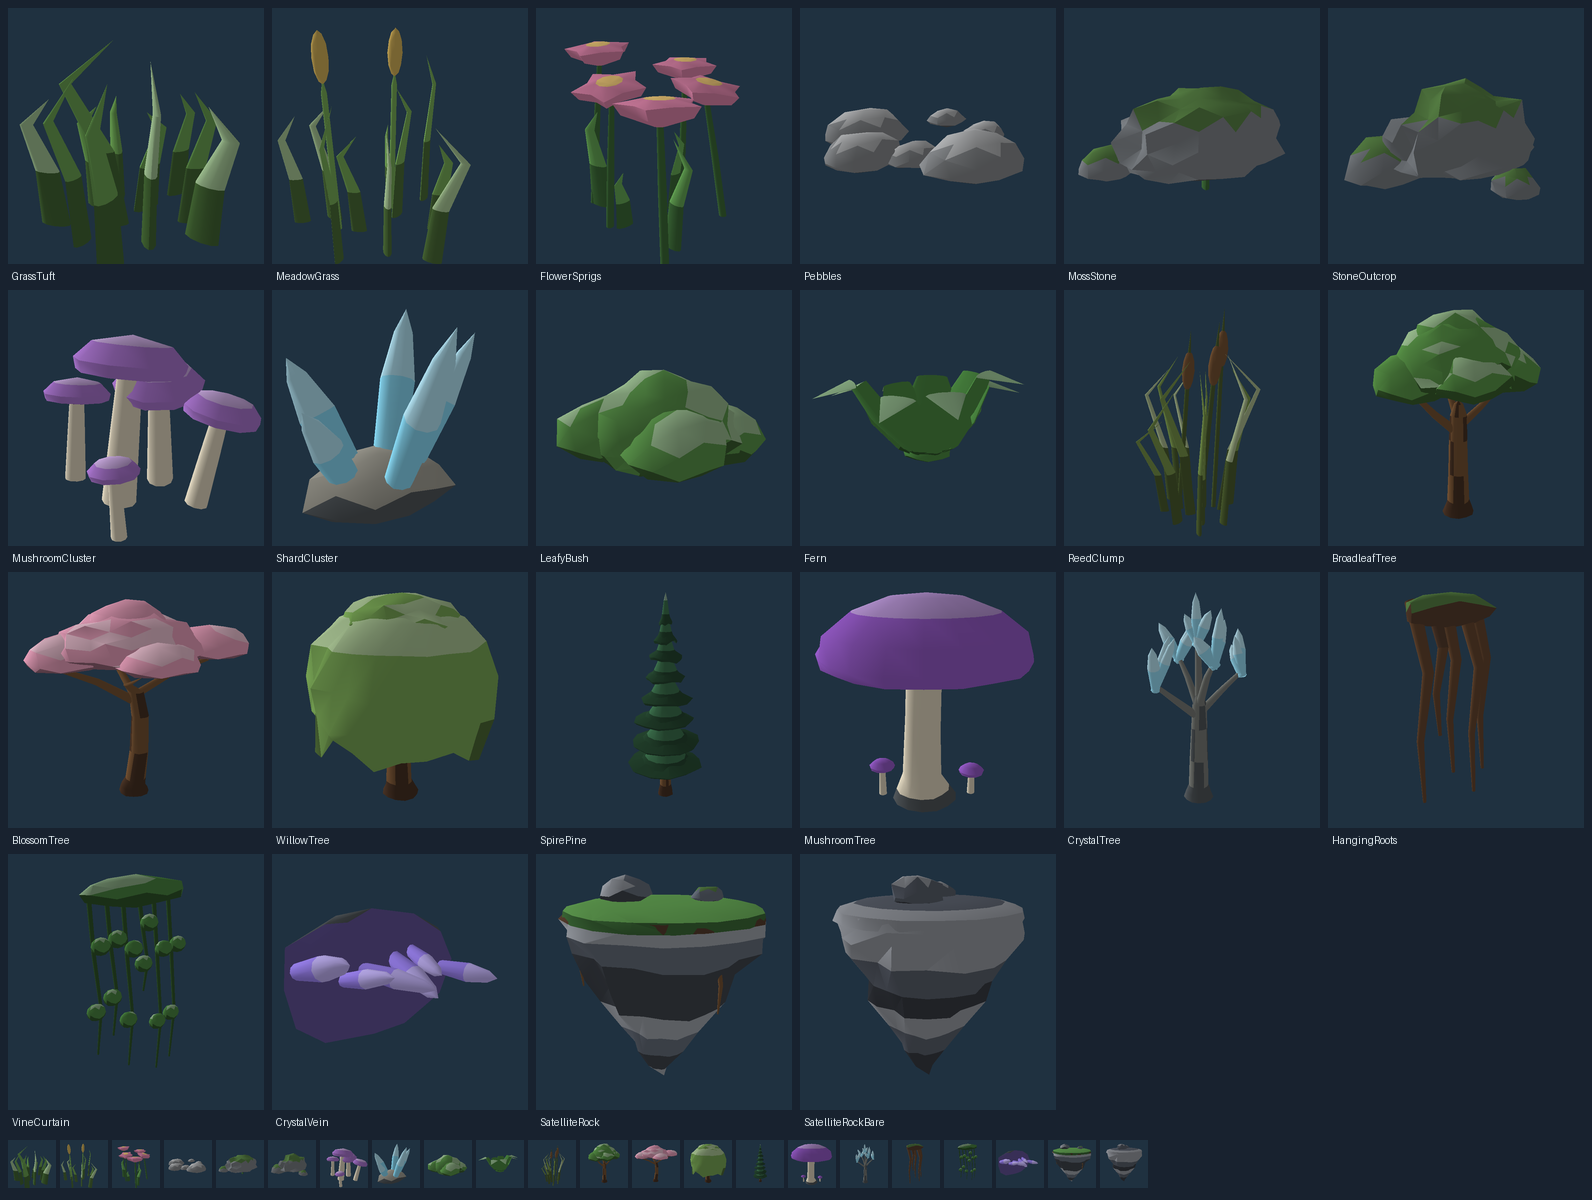 GrassTuft
MeadowGrass
FlowerSprigs
Pebbles
MossStone
StoneOutcrop
MushroomCluster
ShardCluster
LeafyBush
Fern
ReedClump
BroadleafTree
BlossomTree
WillowTree
SpirePine
MushroomTree
CrystalTree
HangingRoots
VineCurtain
CrystalVein
SatelliteRock
SatelliteRockBare